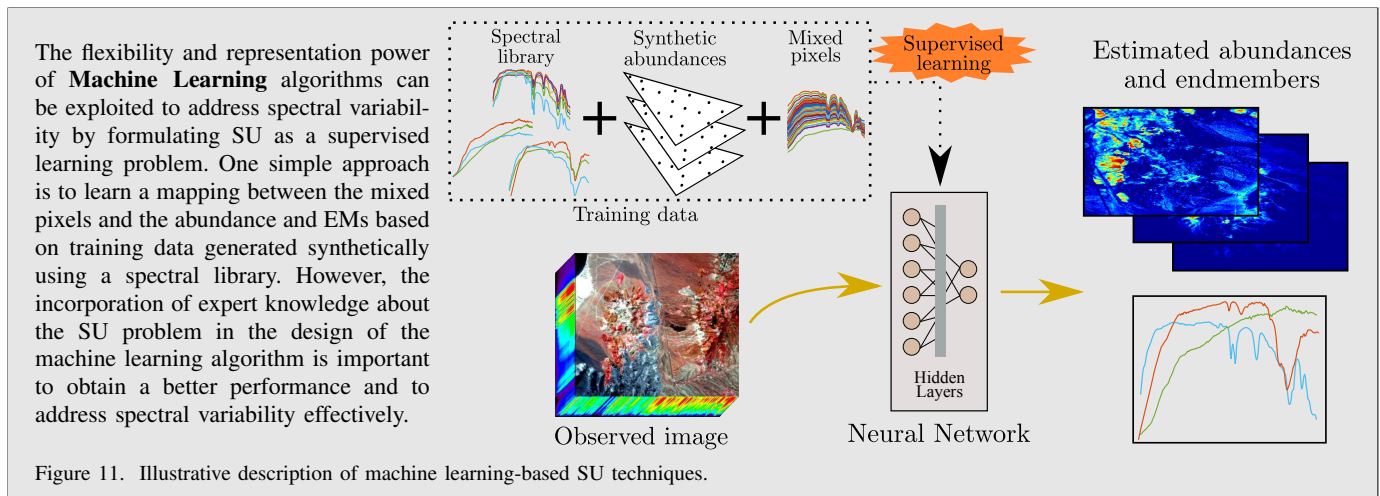 The flexibility and representation power
of Machine Learning algorithms can
be exploited to address spectral variabil-
ity by formulating SU as a supervised
learning problem. One simple approach
is to learn a mapping between the mixed
pixels and the abundance and EMs based
on training data generated synthetically
using a spectral library. However, the
incorporation of expert knowledge about
the SU problem in the design of the
machine learning algorithm is important
to obtain a better performance and to
address spectral variability effectively.
Spectral
library
Synthetic
abundances
Mixed
pixels
Supervised
learning
Training data
Observed image
Hidden
Layers
Neural Network
Estimated abundances
and endmembers
Figure 11. Illustrative description of machine learning-based SU techniques.